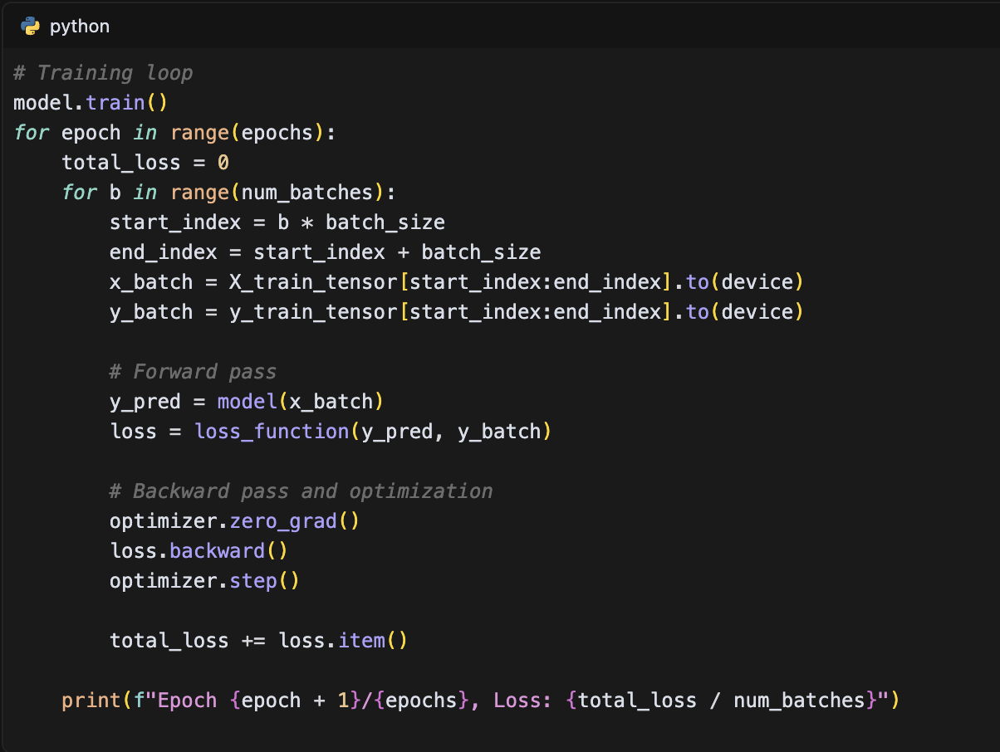 python
# Training loop
model.train()
for epoch in range(epochs):
    total_loss = 0
    for b in range(num_batches):
        start_index = b * batch_size
        end_index = start_index + batch_size
        x_batch = X_train_tensor[start_index:end_index].to(device)
        y_batch = y_train_tensor[start_index:end_index].to(device)

        # Forward pass
        y_pred = model(x_batch)
        loss = loss_function(y_pred, y_batch)

        # Backward pass and optimization
        optimizer.zero_grad()
        loss.backward()
        optimizer.step()

        total_loss += loss.item()

    print(f"Epoch {epoch + 1}/{epochs}, Loss: {total_loss / num_batches}")